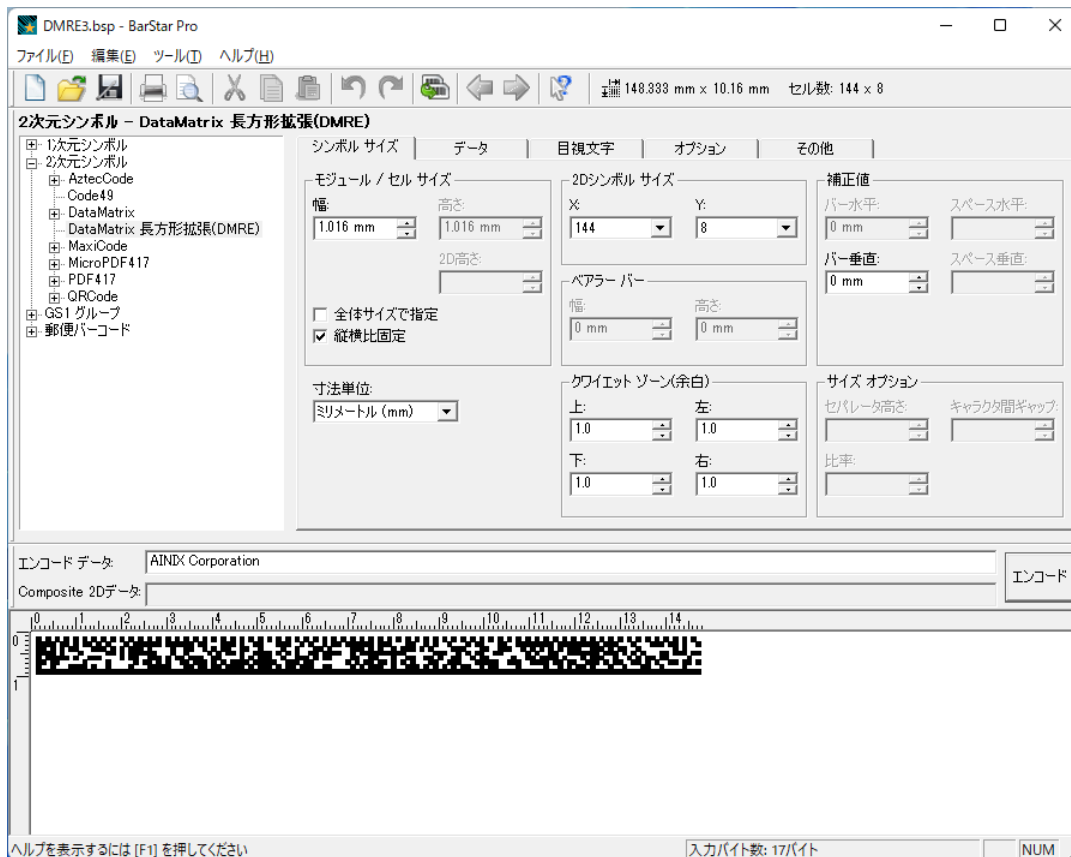 DMRE3.bsp - BarStar Pro
ファイル(F) 編集(E) ツール(T) ヘルプ(H)
148.333 mm x 10.16 mm セル数: 144 x 8
2次元シンボル - DataMatrix 長方形拡張(DMRE)
1次元シンボル
2次元シンボル
AztecCode
Code49
DataMatrix
DataMatrix 長方形拡張(DMRE)
MaxiCode
MicroPDF417
PDF417
QRCode
GS1 グループ
郵便バーコード
シンボル サイズ データ 目視文字 オプション その他
モジュール / セル サイズ
幅: 高さ:
1.016 mm 1.016 mm
2D高さ:
全体サイズで指定
縦横比固定
寸法単位:
ミリメートル (mm)
2Dシンボル サイズ
X: Y:
144 8
ベアラー バー
幅: 高さ:
0 mm 0 mm
クワイエット ゾーン(余白)
上: 左:
1.0 1.0
下: 右:
1.0 1.0
補正値
バー水平: スペース水平:
0 mm
バー垂直: スペース垂直:
0 mm
サイズ オプション
セパレータ高さ: キャラクタ間ギャップ:
比率:
エンコード データ: AINIX Corporation
エンコード
Composite 2Dデータ:
0 1 2 3 4 5 6 7 8 9 10 11 12 13 14
0
1
ヘルプを表示するには [F1] を押してください 入力バイト数: 17バイト NUM